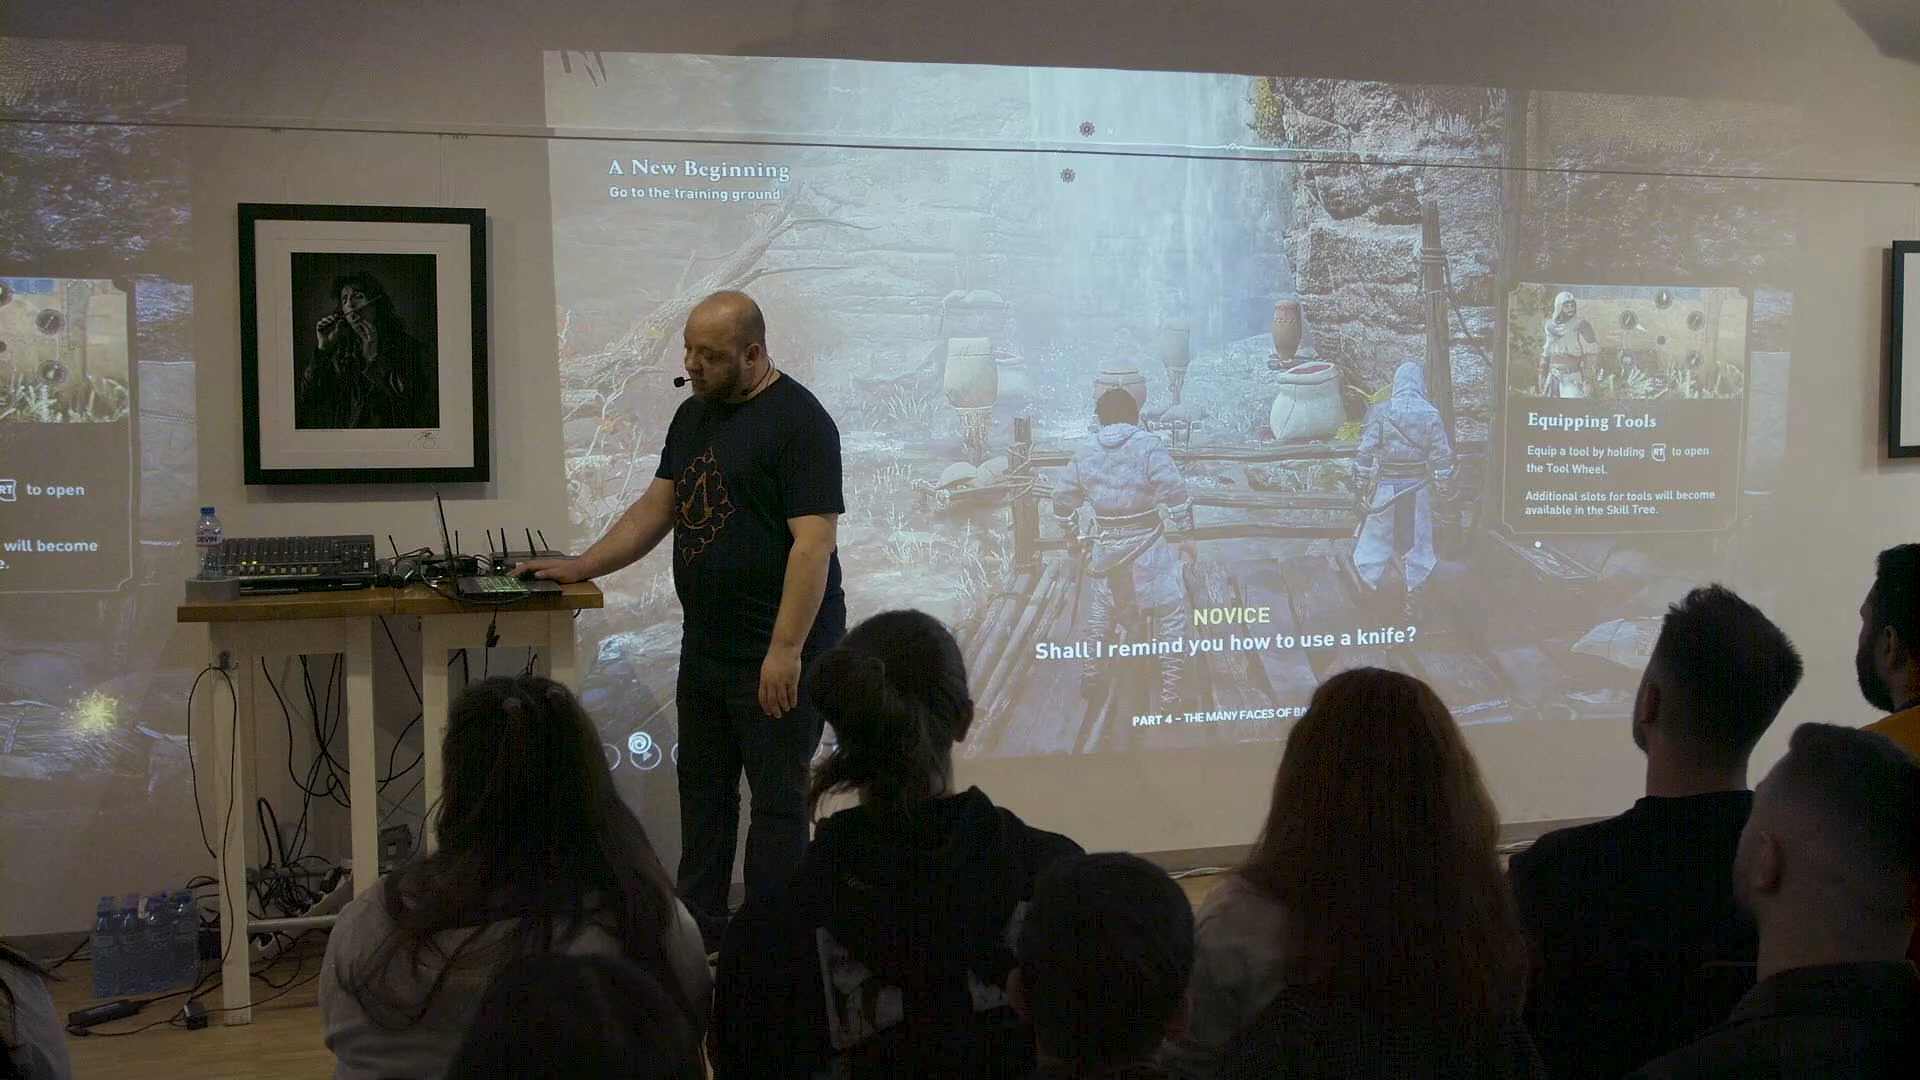 A New Beginning
Go to the training ground
Equipping Tools
Equip a tool by holding RT to open
the Tool Wheel.
Additional slots for tools will become
available in the Skill Tree.
RT to open
will become
e.
DEVIN
NOVICE
Shall I remind you how to use a knife?
PART 4 – THE MANY FACES OF BA